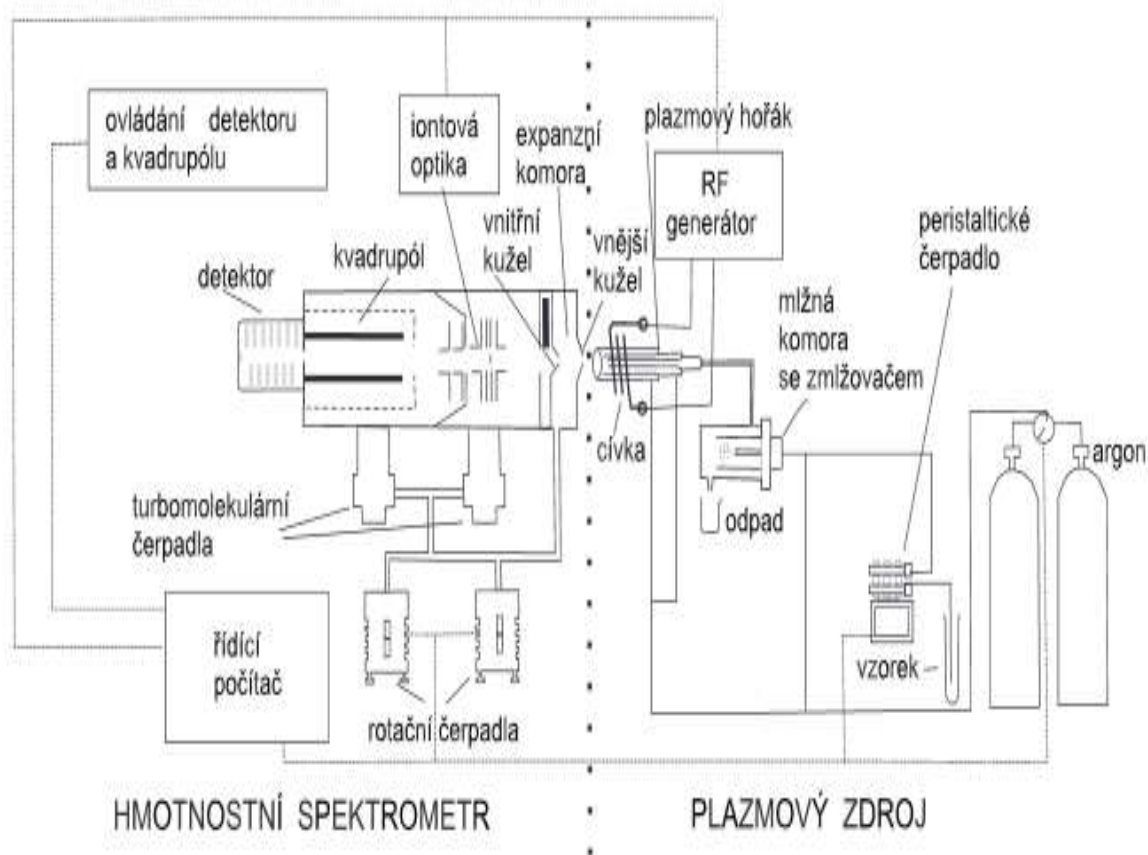 ovládání detektoru
a kvadrupólu
iontová
optika
expanzní
komora
plazmový hořák
RF
generátor
peristaltické
čerpadlo
vnitřní
kužel
vnější
kužel
kvadrupól
detektor
mlžná
komora
se zmlžovačem
cívka
argon
odpad
turbomolekulární
čerpadla
řídící
počítač
vzorek
rotační čerpadla
HMOTNOSTNÍ SPEKTROMETR
PLAZMOVÝ ZDROJ